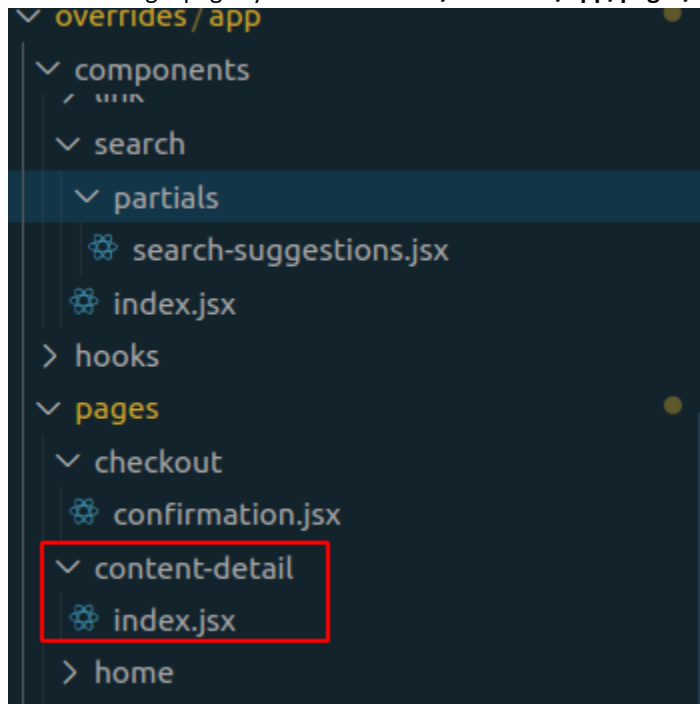 overrides / app
components
link
search
partials
search-suggestions.jsx
index.jsx
hooks
pages
checkout
confirmation.jsx
content-detail
index.jsx
home